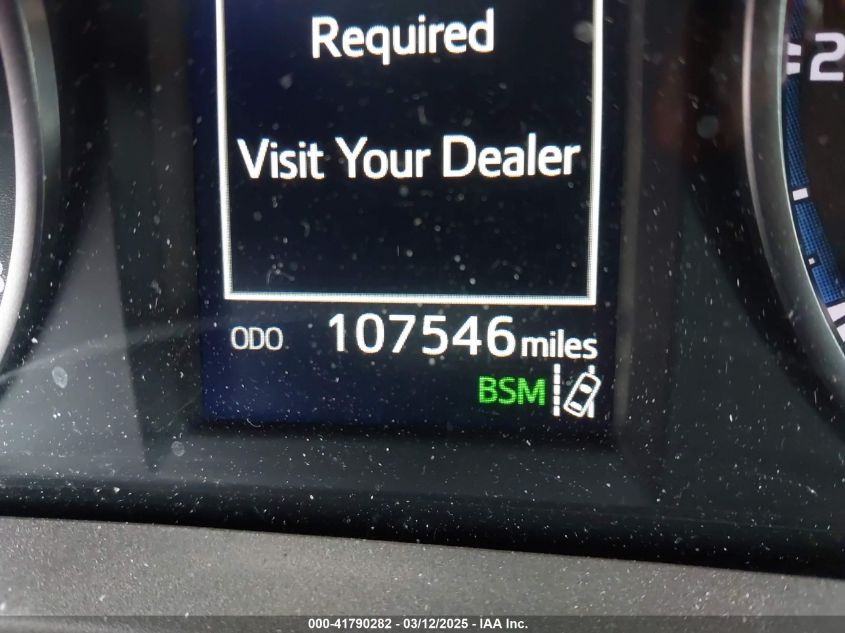 Required
Visit Your Dealer
ODO 107546 miles
BSM
000-41790282 - 03/12/2025 - IAA Inc.